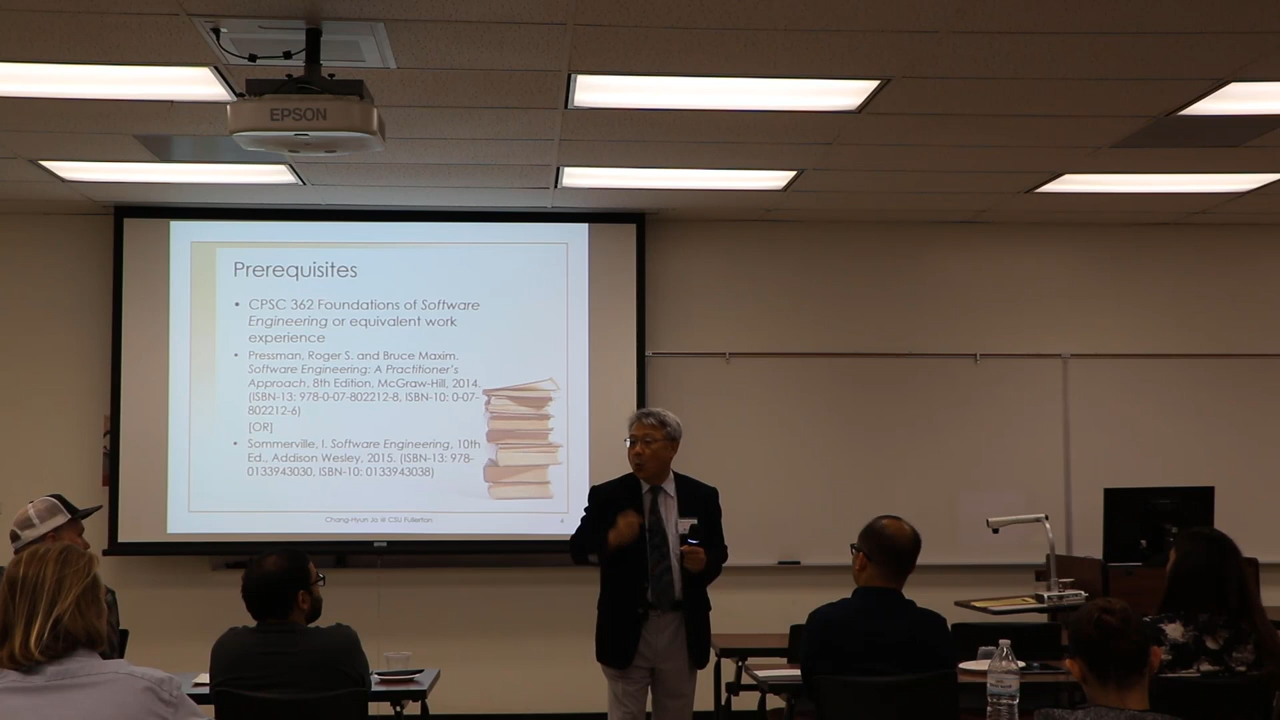 EPSON
Prerequisites
• CPSC 362 Foundations of Software
Engineering or equivalent work
experience
• Pressman, Roger S. and Bruce Maxim.
Software Engineering: A Practitioner's
Approach, 8th Edition, McGraw-Hill, 2014.
(ISBN-13: 978-0-07-802212-8, ISBN-10: 0-07-
802212-6)
[OR]
• Sommerville, I. Software Engineering, 10th
Ed., Addison Wesley, 2015. (ISBN-13: 978-
0133943030, ISBN-10: 0133943038)
Chang-Hyun Jo @ CSU Fullerton
4